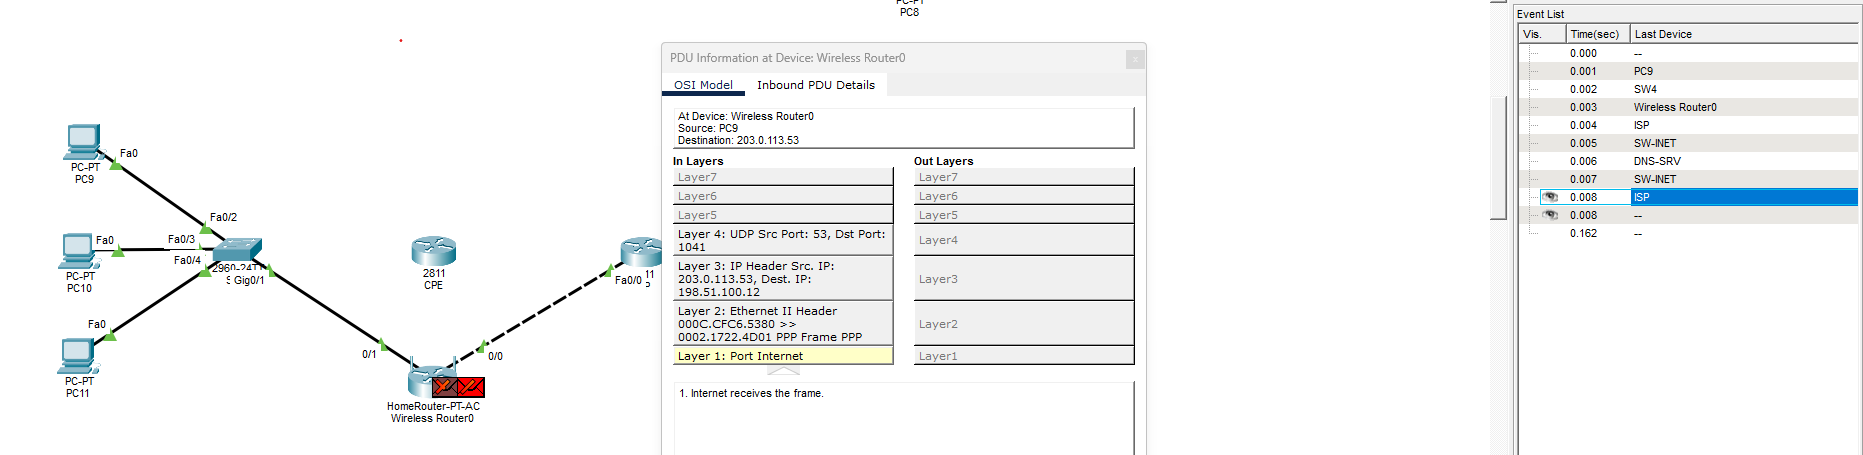 PC-PT
PC8
Fa0
PC-PT
PC9
Fa0/2
Fa0
Fa0/3
Fa0/4
PC-PT
PC10
2960-24TT
Gig0/1
Fa0
PC-PT
PC11
2811
CPE
11
Fa0/0
0/1
0/0
HomeRouter-PT-AC
Wireless Router0
PDU Information at Device: Wireless Router0
x
OSI Model
Inbound PDU Details
At Device: Wireless Router0
Source: PC9
Destination: 203.0.113.53
In Layers
Layer7
Layer6
Layer5
Layer 4: UDP Src Port: 53, Dst Port:
1041
Layer 3: IP Header Src. IP:
203.0.113.53, Dest. IP:
198.51.100.12
Layer 2: Ethernet II Header
000C.CFC6.5380 >>
0002.1722.4D01 PPP Frame PPP
Layer 1: Port Internet
Out Layers
Layer7
Layer6
Layer5
Layer4
Layer3
Layer2
Layer1
1. Internet receives the frame.
Event List
Vis. Time(sec) Last Device
0.000 --
0.001 PC9
0.002 SW4
0.003 Wireless Router0
0.004 ISP
0.005 SW-INET
0.006 DNS-SRV
0.007 SW-INET
0.008 ISP
0.008 --
0.162 --